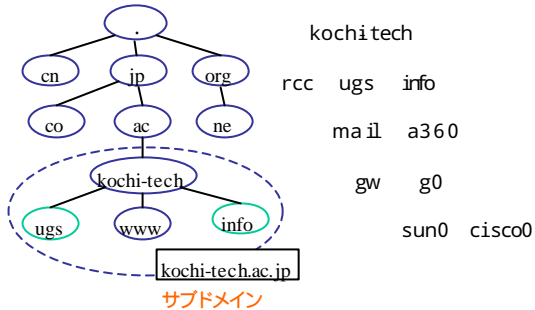 .
kochitech
cn jp org
rcc ugs info
co ac ne
mail a360
kochi-tech
gw g0
ugs www info
sun0 cisco0
kochi-tech.ac.jp
サブドメイン